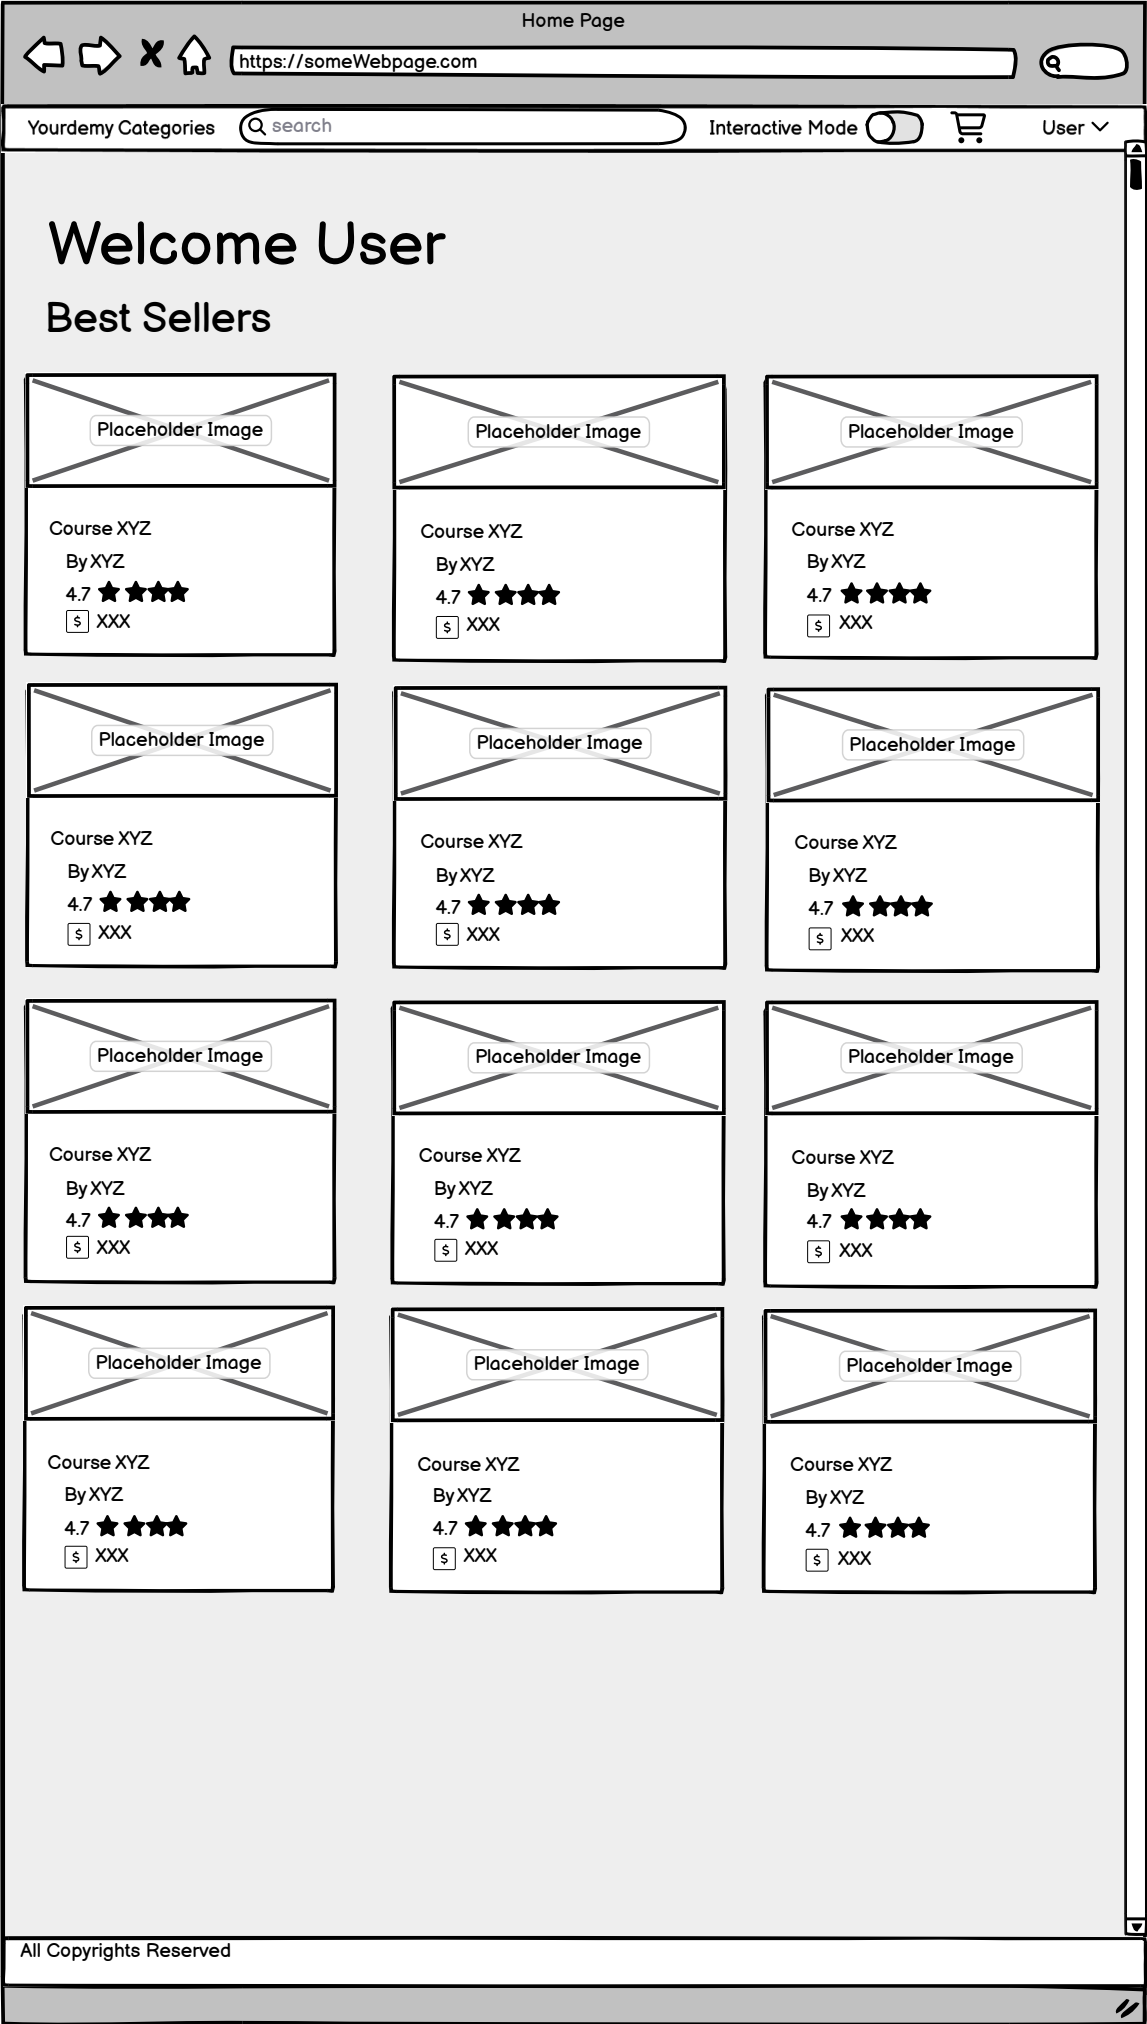 Home Page
https://someWebpage.com
Yourdemy Categories search Interactive Mode User
Welcome User
Best Sellers
Placeholder Image Placeholder Image Placeholder Image
Course XYZ Course XYZ Course XYZ
By XYZ By XYZ By XYZ
4.7 4.7 4.7
$ XXX $ XXX $ XXX
Placeholder Image Placeholder Image Placeholder Image
Course XYZ Course XYZ Course XYZ
By XYZ By XYZ By XYZ
4.7 4.7 4.7
$ XXX $ XXX $ XXX
Placeholder Image Placeholder Image Placeholder Image
Course XYZ Course XYZ Course XYZ
By XYZ By XYZ By XYZ
4.7 4.7 4.7
$ XXX $ XXX $ XXX
Placeholder Image Placeholder Image Placeholder Image
Course XYZ Course XYZ Course XYZ
By XYZ By XYZ By XYZ
4.7 4.7 4.7
$ XXX $ XXX $ XXX
All Copyrights Reserved